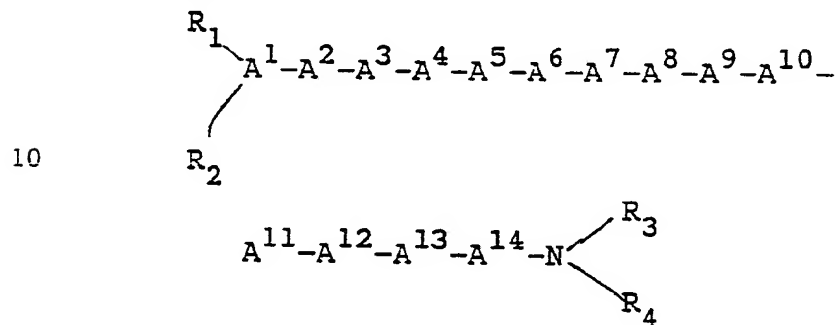 R₁
A¹-A²-A³-A⁴-A⁵-A⁶-A⁷-A⁸-A⁹-A¹⁰-
10 R₂
R₃
A¹¹-A¹²-A¹³-A¹⁴-N
R₄